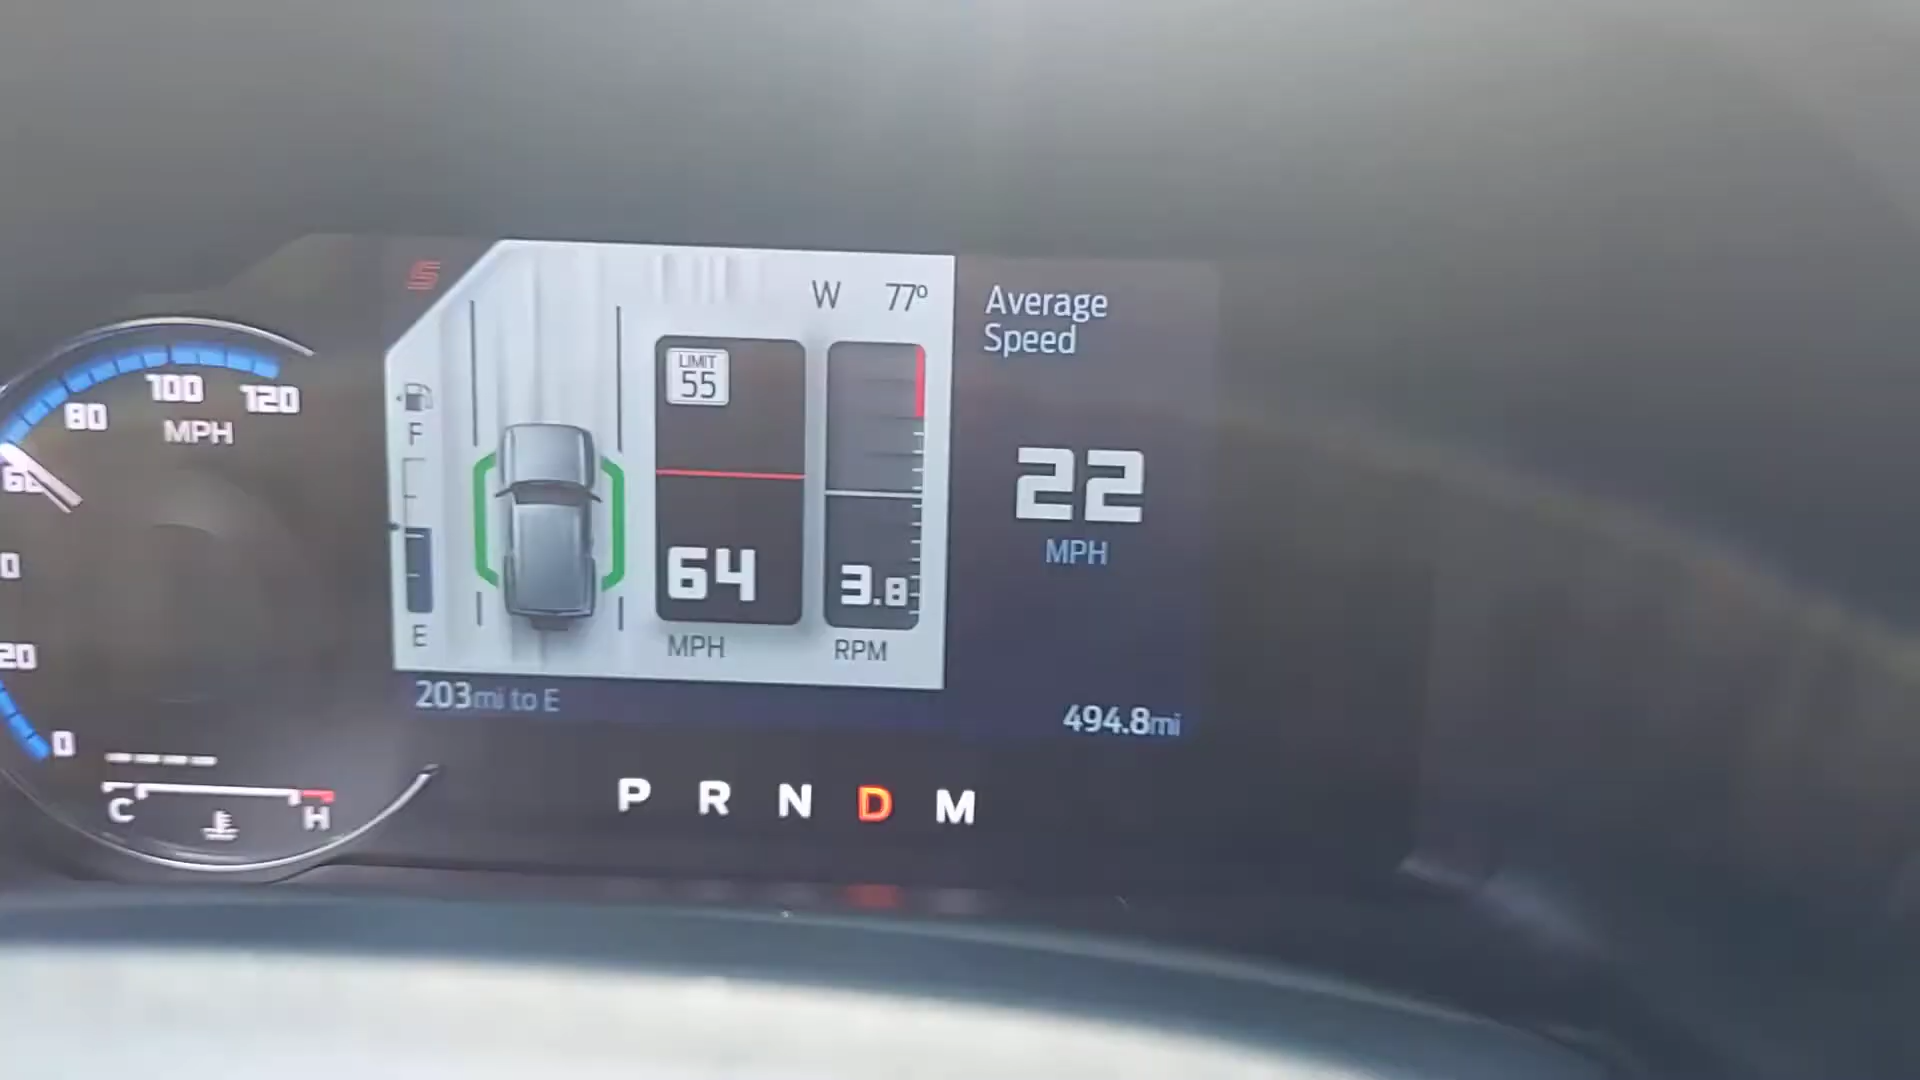 S
W 77º
Average
Speed
LIMIT
55
100
120
80
MPH
F
60
22
MPH
64
3.8
0
E
MPH
RPM
20
203mi to E
494.8mi
0
P R N D M
C H